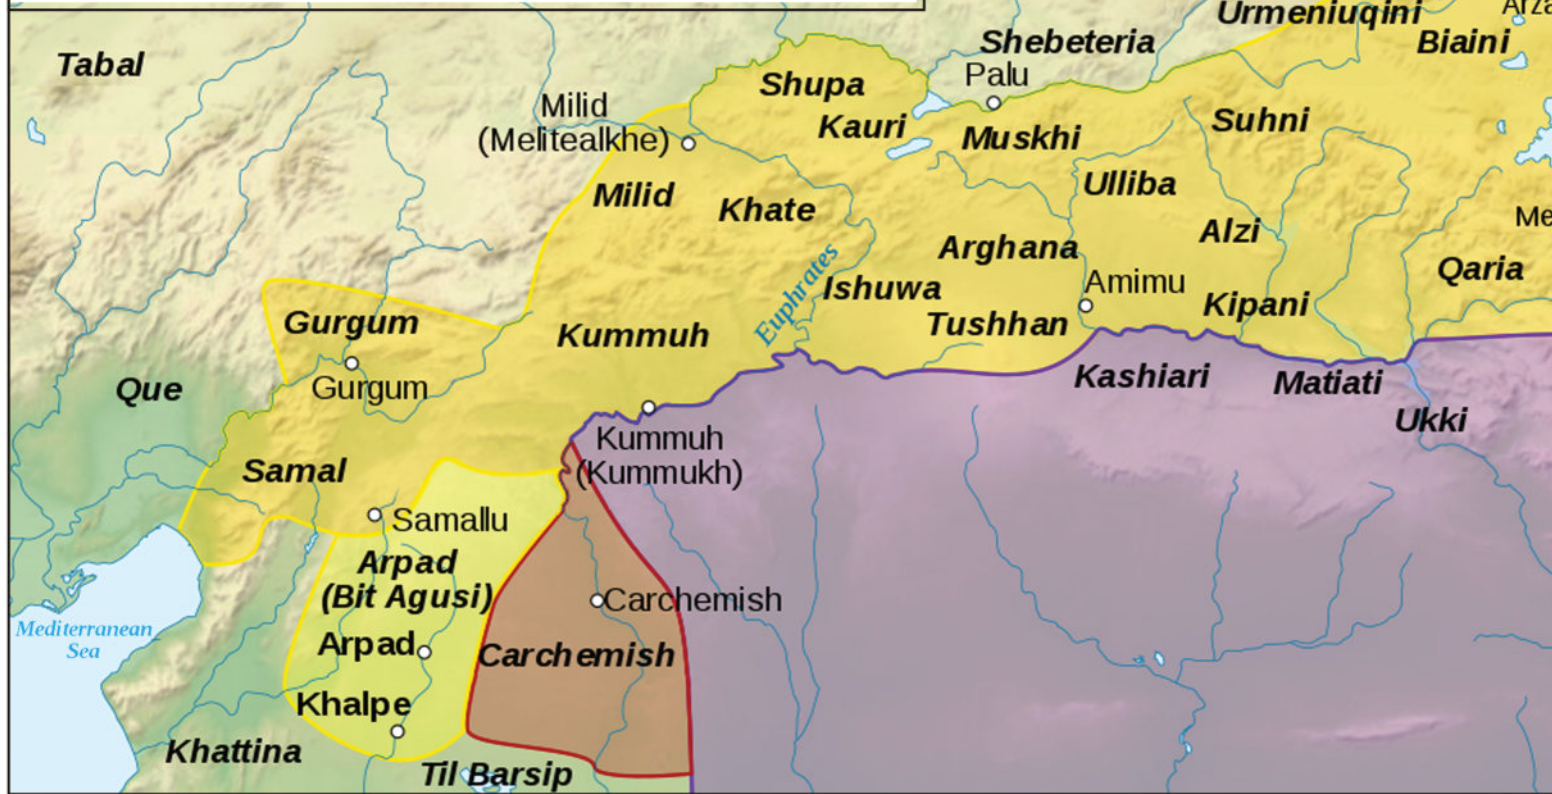 Urmeniuqini
Biaini
Tabal
Shebeteria
Palu
Shupa
Kauri
Milid
(Melitealkhe)
Muskhi
Suhni
Milid
Khate
Ulliba
Alzi
Arghana
Qaria
Euphrates
Ishuwa
Amimu
Kipani
Tushhan
Gurgum
Kummuh
Gurgum
Que
Kashiari
Matiati
Ukki
Kummuh
(Kummukh)
Samal
Samallu
Arpad
(Bit Agusi)
Carchemish
Mediterranean
Sea
Arpad
Carchemish
Khalpe
Khattina
Til Barsip